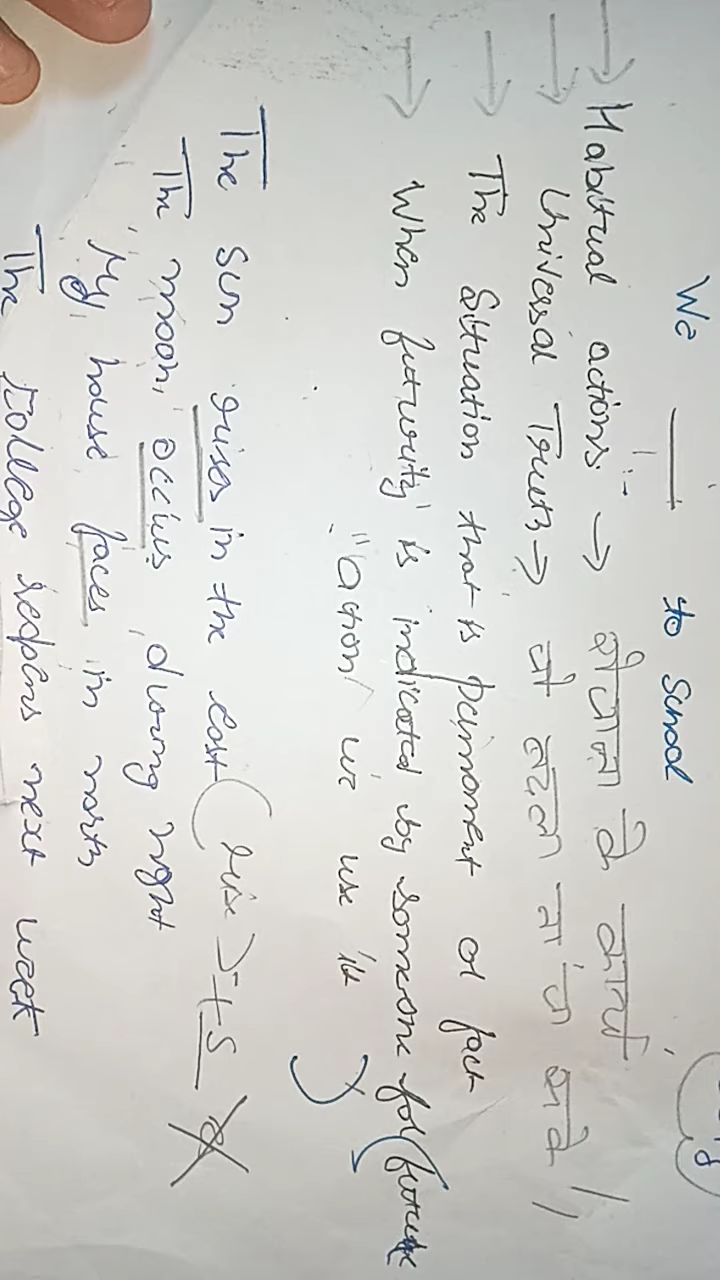 We ___ to School
→ Habitual actions. → रोजाना के कार्य
→ Universal Truth → जो बदला ना जा सके,
→ The Situation that is permoment or fact
→ When futurity is indicated by someone for (future
"action" we use it )
The sun rises in the east (rise > + s
The moon, occurs, during night
My house faces in north
The College reopens next week